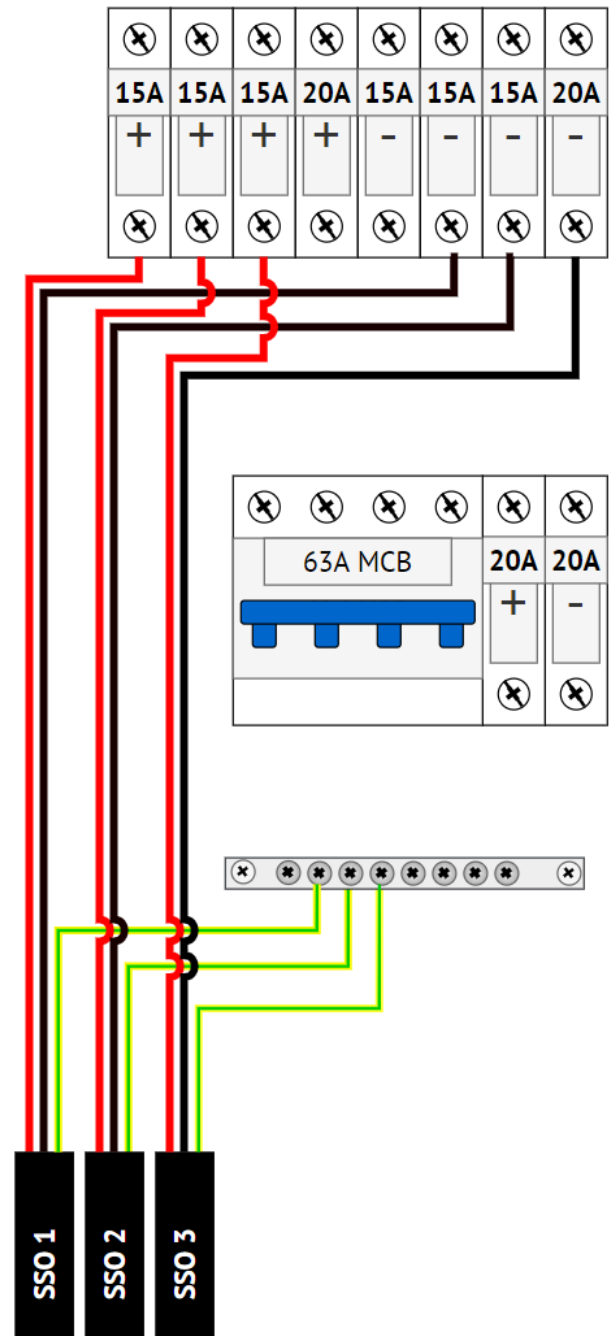 15A 15A 15A 20A 15A 15A 15A 20A
+ + + + - - - -
63A MCB 20A 20A
+ -
SSO 1 SSO 2 SSO 3